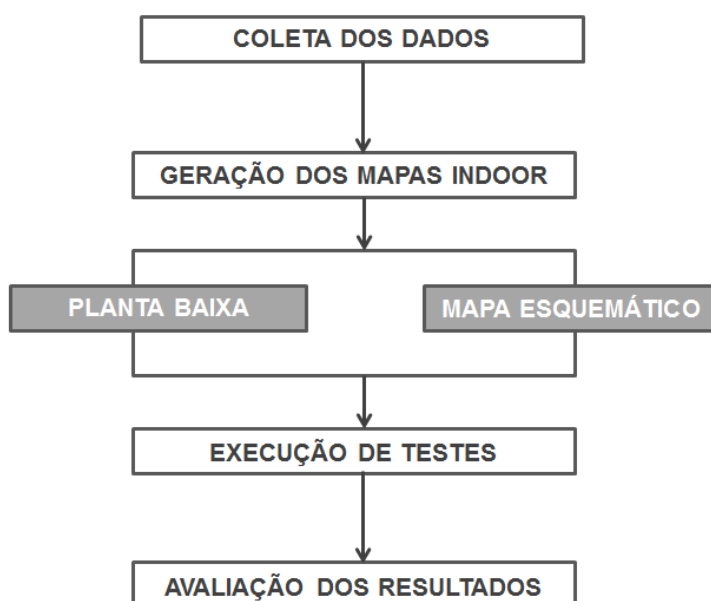 COLETA DOS DADOS
GERAÇÃO DOS MAPAS INDOOR
PLANTA BAIXA
MAPA ESQUEMÁTICO
EXECUÇÃO DE TESTES
AVALIAÇÃO DOS RESULTADOS